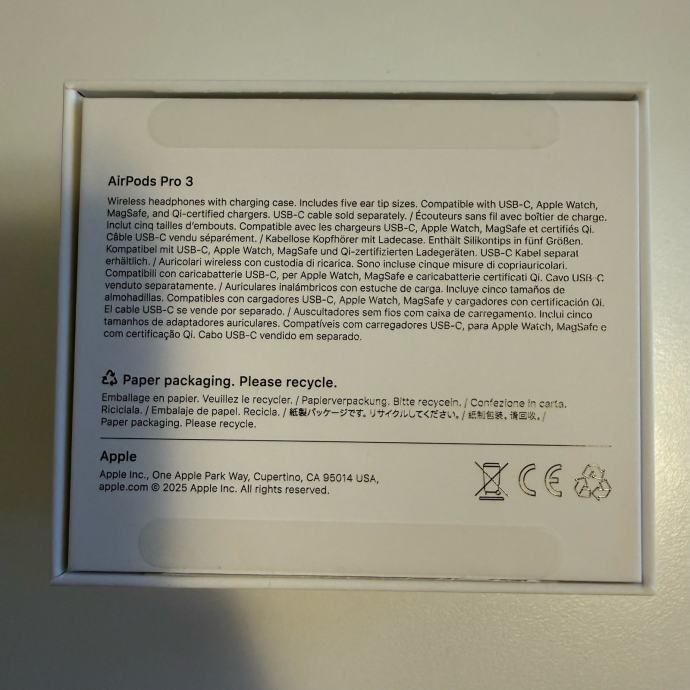 AirPods Pro 3
Wireless headphones with charging case. Includes five ear tip sizes. Compatible with USB-C, Apple Watch,
MagSafe, and Qi-certified chargers. USB-C cable sold separately. / Écouteurs sans fil avec boîtier de charge.
Inclut cinq tailles d’embouts. Compatible avec les chargeurs USB-C, Apple Watch, MagSafe et certifiés Qi.
Câble USB-C vendu séparément. / Kabellose Kopfhörer mit Ladecase. Enthält Silikontips in fünf Größen.
Kompatibel mit USB-C, Apple Watch, MagSafe und Qi-zertifizierten Ladegeräten. USB-C Kabel separat
erhältlich. / Auricolari wireless con custodia di ricarica. Sono incluse cinque misure di copriauricolari.
Compatibili con caricabatterie USB-C, per Apple Watch, MagSafe e caricabatterie certificati Qi. Cavo USB-C
venduto separatamente. / Auriculares inalámbricos con estuche de carga. Incluye cinco tamaños de
almohadillas. Compatibles con cargadores USB-C, Apple Watch, MagSafe y cargadores con certificación Qi.
El cable USB-C se vende por separado. / Auscultadores sem fios com caixa de carregamento. Inclui cinco
tamanhos de adaptadores auriculares. Compatíveis com carregadores USB-C, para Apple Watch, MagSafe e
com certificação Qi. Cabo USB-C vendido em separado.
Paper packaging. Please recycle.
Emballage en papier. Veuillez le recycler. / Papierverpackung. Bitte recyceln. / Confezione in carta.
Riciclala. / Embalaje de papel. Recicla. / 紙製パッケージです。リサイクルしてください。/ 纸制包装，请回收。/
Paper packaging. Please recycle.
Apple
Apple Inc., One Apple Park Way, Cupertino, CA 95014 USA,
apple.com © 2025 Apple Inc. All rights reserved.
CE